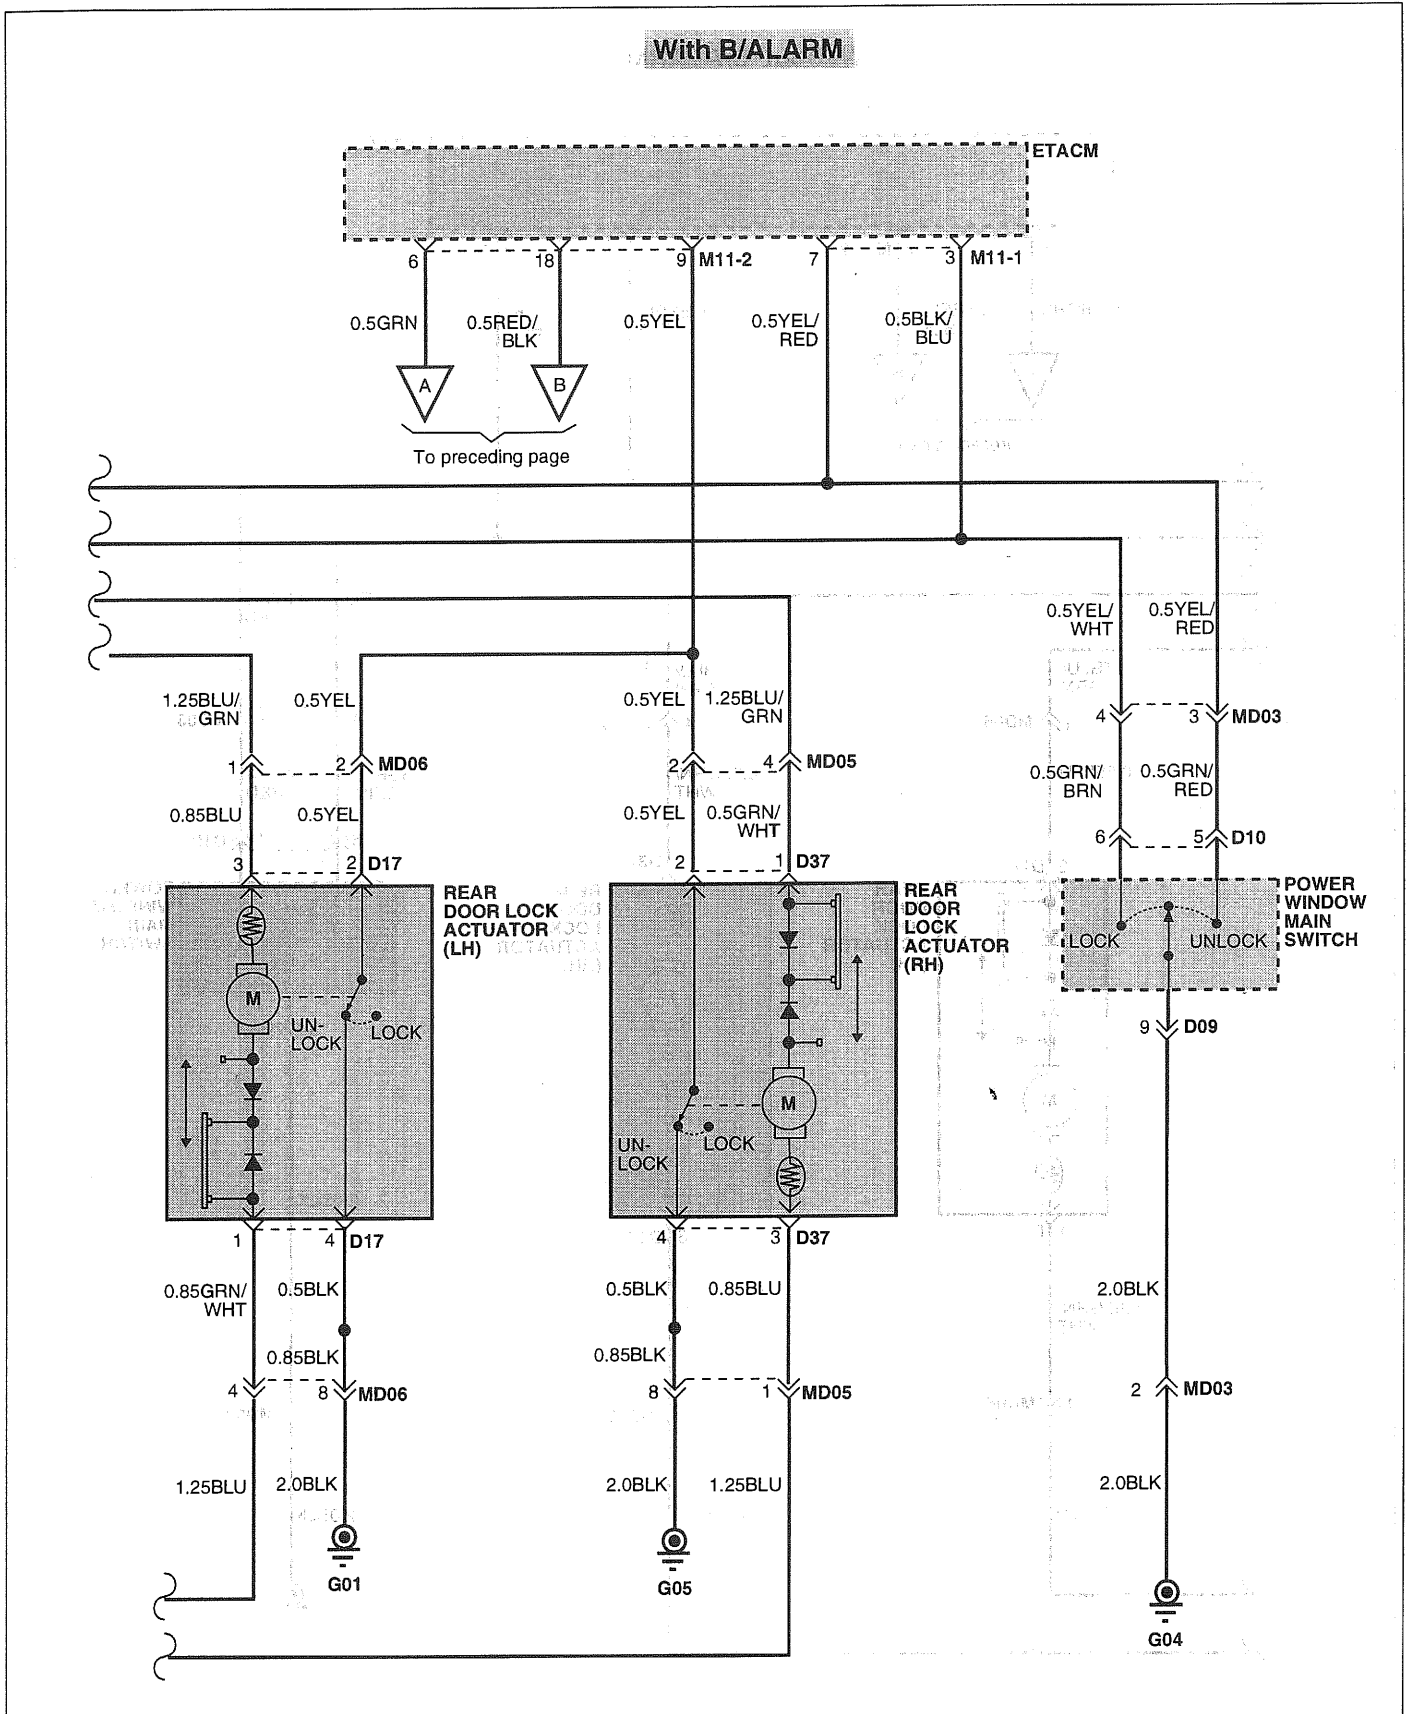 With B/ALARM
ETACM
6
18
9 M11-2
7
3 M11-1
0.5GRN
0.5RED/
BLK
0.5YEL
0.5YEL/
RED
0.5BLK/
BLU
A
B
To preceding page
0.5YEL/
WHT
0.5YEL/
RED
1.25BLU/
GRN
0.5YEL
0.5YEL
1.25BLU/
GRN
4
3 MD03
1
2 MD06
2
4 MD05
0.5GRN/
BRN
0.5GRN/
RED
0.85BLU
0.5YEL
0.5YEL
0.5GRN/
WHT
6
5 D10
3
2 D17
2
1 D37
REAR
DOOR LOCK
ACTUATOR
(LH)
REAR
DOOR
LOCK
ACTUATOR
(RH)
POWER
WINDOW
MAIN
SWITCH
LOCK
UNLOCK
M
UN-
LOCK
LOCK
9 D09
M
UN-
LOCK
LOCK
1
4 D17
4
3 D37
0.85GRN/
WHT
0.5BLK
0.5BLK
0.85BLU
2.0BLK
0.85BLK
0.85BLK
4
8 MD06
8
1 MD05
2 MD03
1.25BLU
2.0BLK
2.0BLK
1.25BLU
2.0BLK
G01
G05
G04